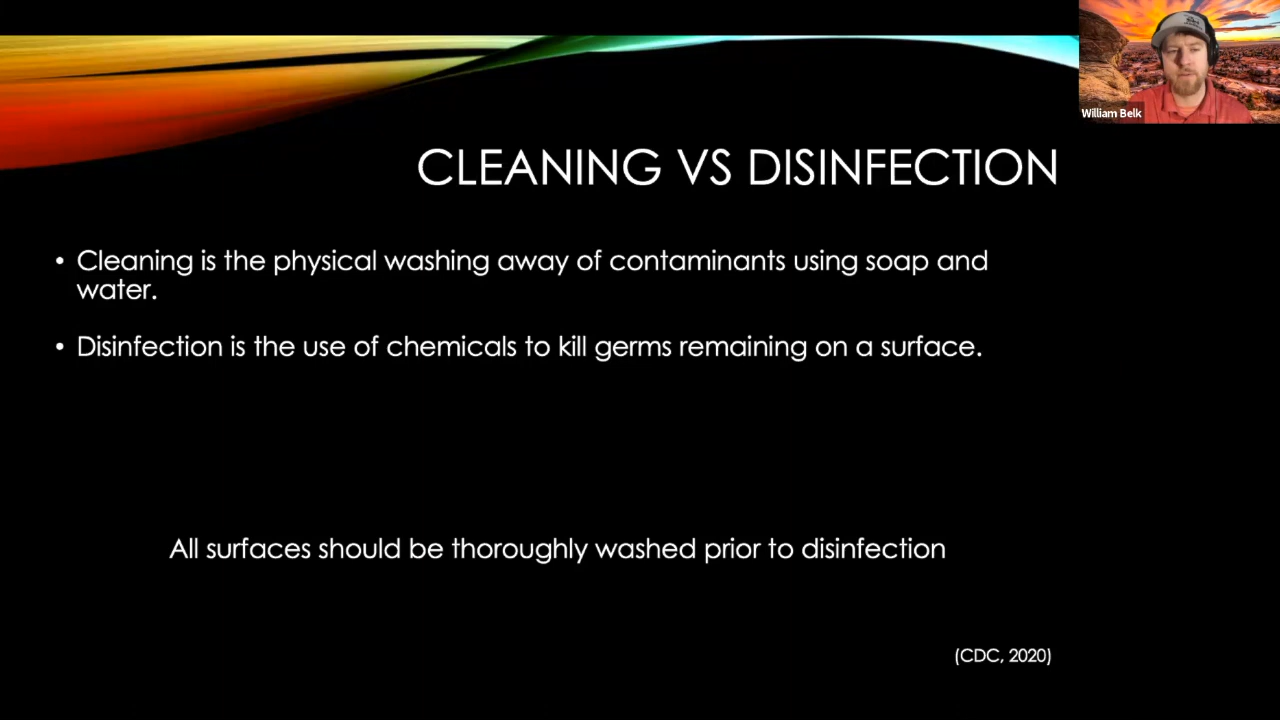 William Belk
CLEANING VS DISINFECTION
• Cleaning is the physical washing away of contaminants using soap and
water.
• Disinfection is the use of chemicals to kill germs remaining on a surface.
All surfaces should be thoroughly washed prior to disinfection
(CDC, 2020)